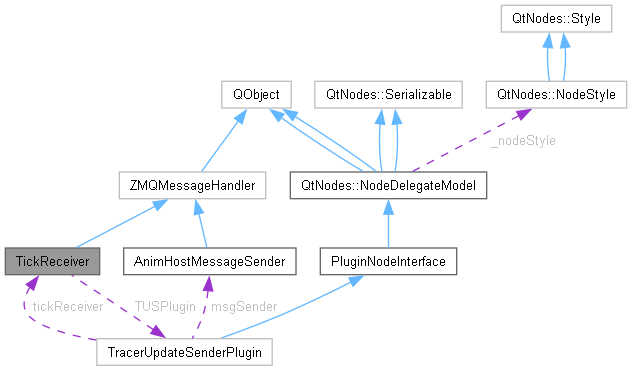 QtNodes::Style
QObject
QtNodes::Serializable
QtNodes::NodeStyle
_nodeStyle
ZMQMessageHandler
QtNodes::NodeDelegateModel
TickReceiver
AnimHostMessageSender
PluginNodeInterface
tickReceiver
TUSPlugin
msgSender
TracerUpdateSenderPlugin